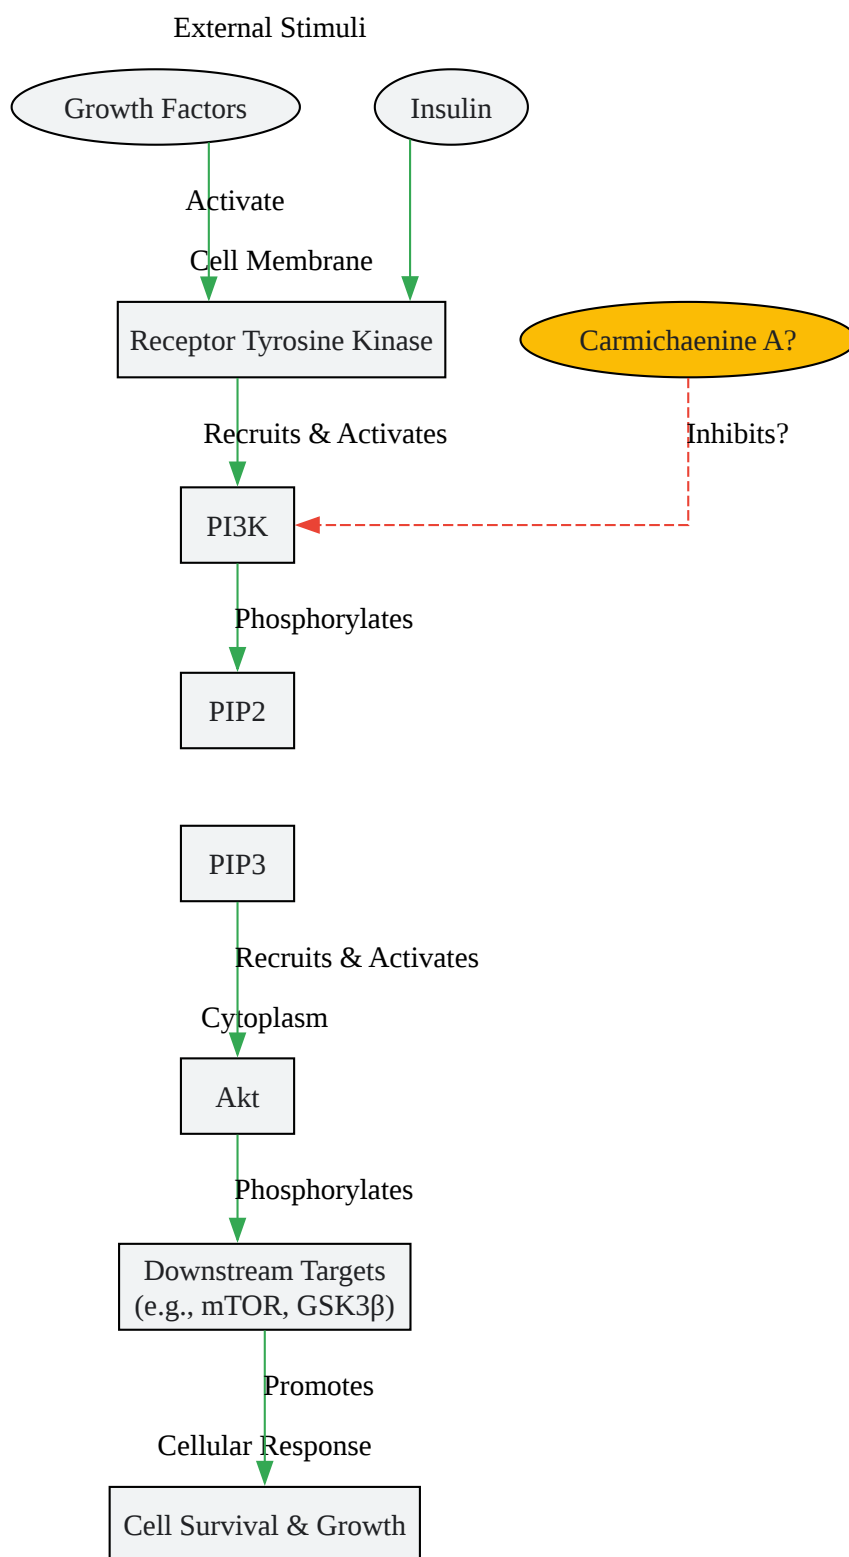 External Stimuli
Growth Factors
Insulin
Activate
Cell Membrane
Receptor Tyrosine Kinase
Carmichaenine A?
Recruits & Activates
Inhibits?
PI3K
Phosphorylates
PIP2
PIP3
Recruits & Activates
Cytoplasm
Akt
Phosphorylates
Downstream Targets
(e.g., mTOR, GSK3β)
Promotes
Cellular Response
Cell Survival & Growth